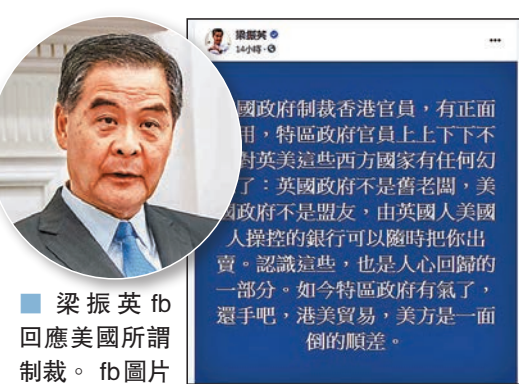 梁振英
14小時·
國政府制裁香港官員，有正面
用，特區政府官員上上下下不
對英美這些西方國家有任何幻
了：英國政府不是舊老闆，美
國政府不是盟友，由英國人美國
人操控的銀行可以隨時把你出
賣。認識這些，也是人心回歸的
一部分。如今特區政府有氣了，
還手吧，港美貿易，美方是一面
倒的順差。
■ 梁振英fb
回應美國所謂
制裁。 fb圖片